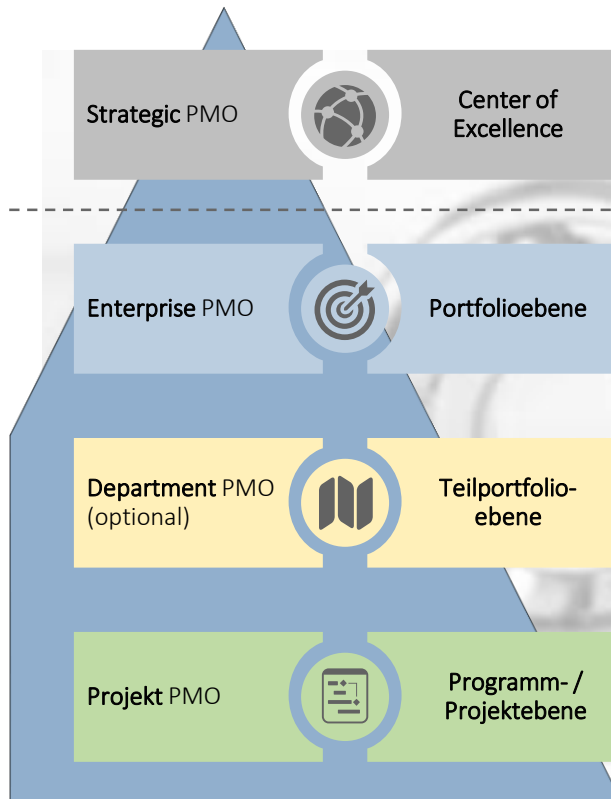 Strategic PMO
Center of
Excellence
Enterprise PMO
Portfolioebene
Department PMO
(optional)
Teilportfolio-
ebene
Projekt PMO
Programm- /
Projektebene